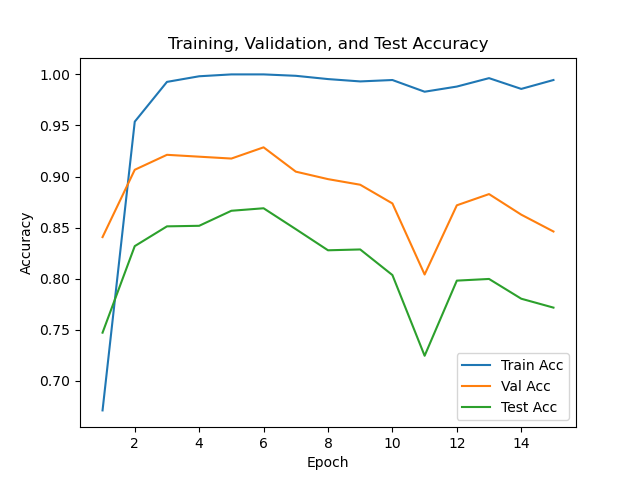 Training, Validation, and Test Accuracy
1.00
0.95
0.90
0.85
0.80
0.75
0.70
Accuracy
2 4 6 8 10 12 14
Epoch
Train Acc
Val Acc
Test Acc